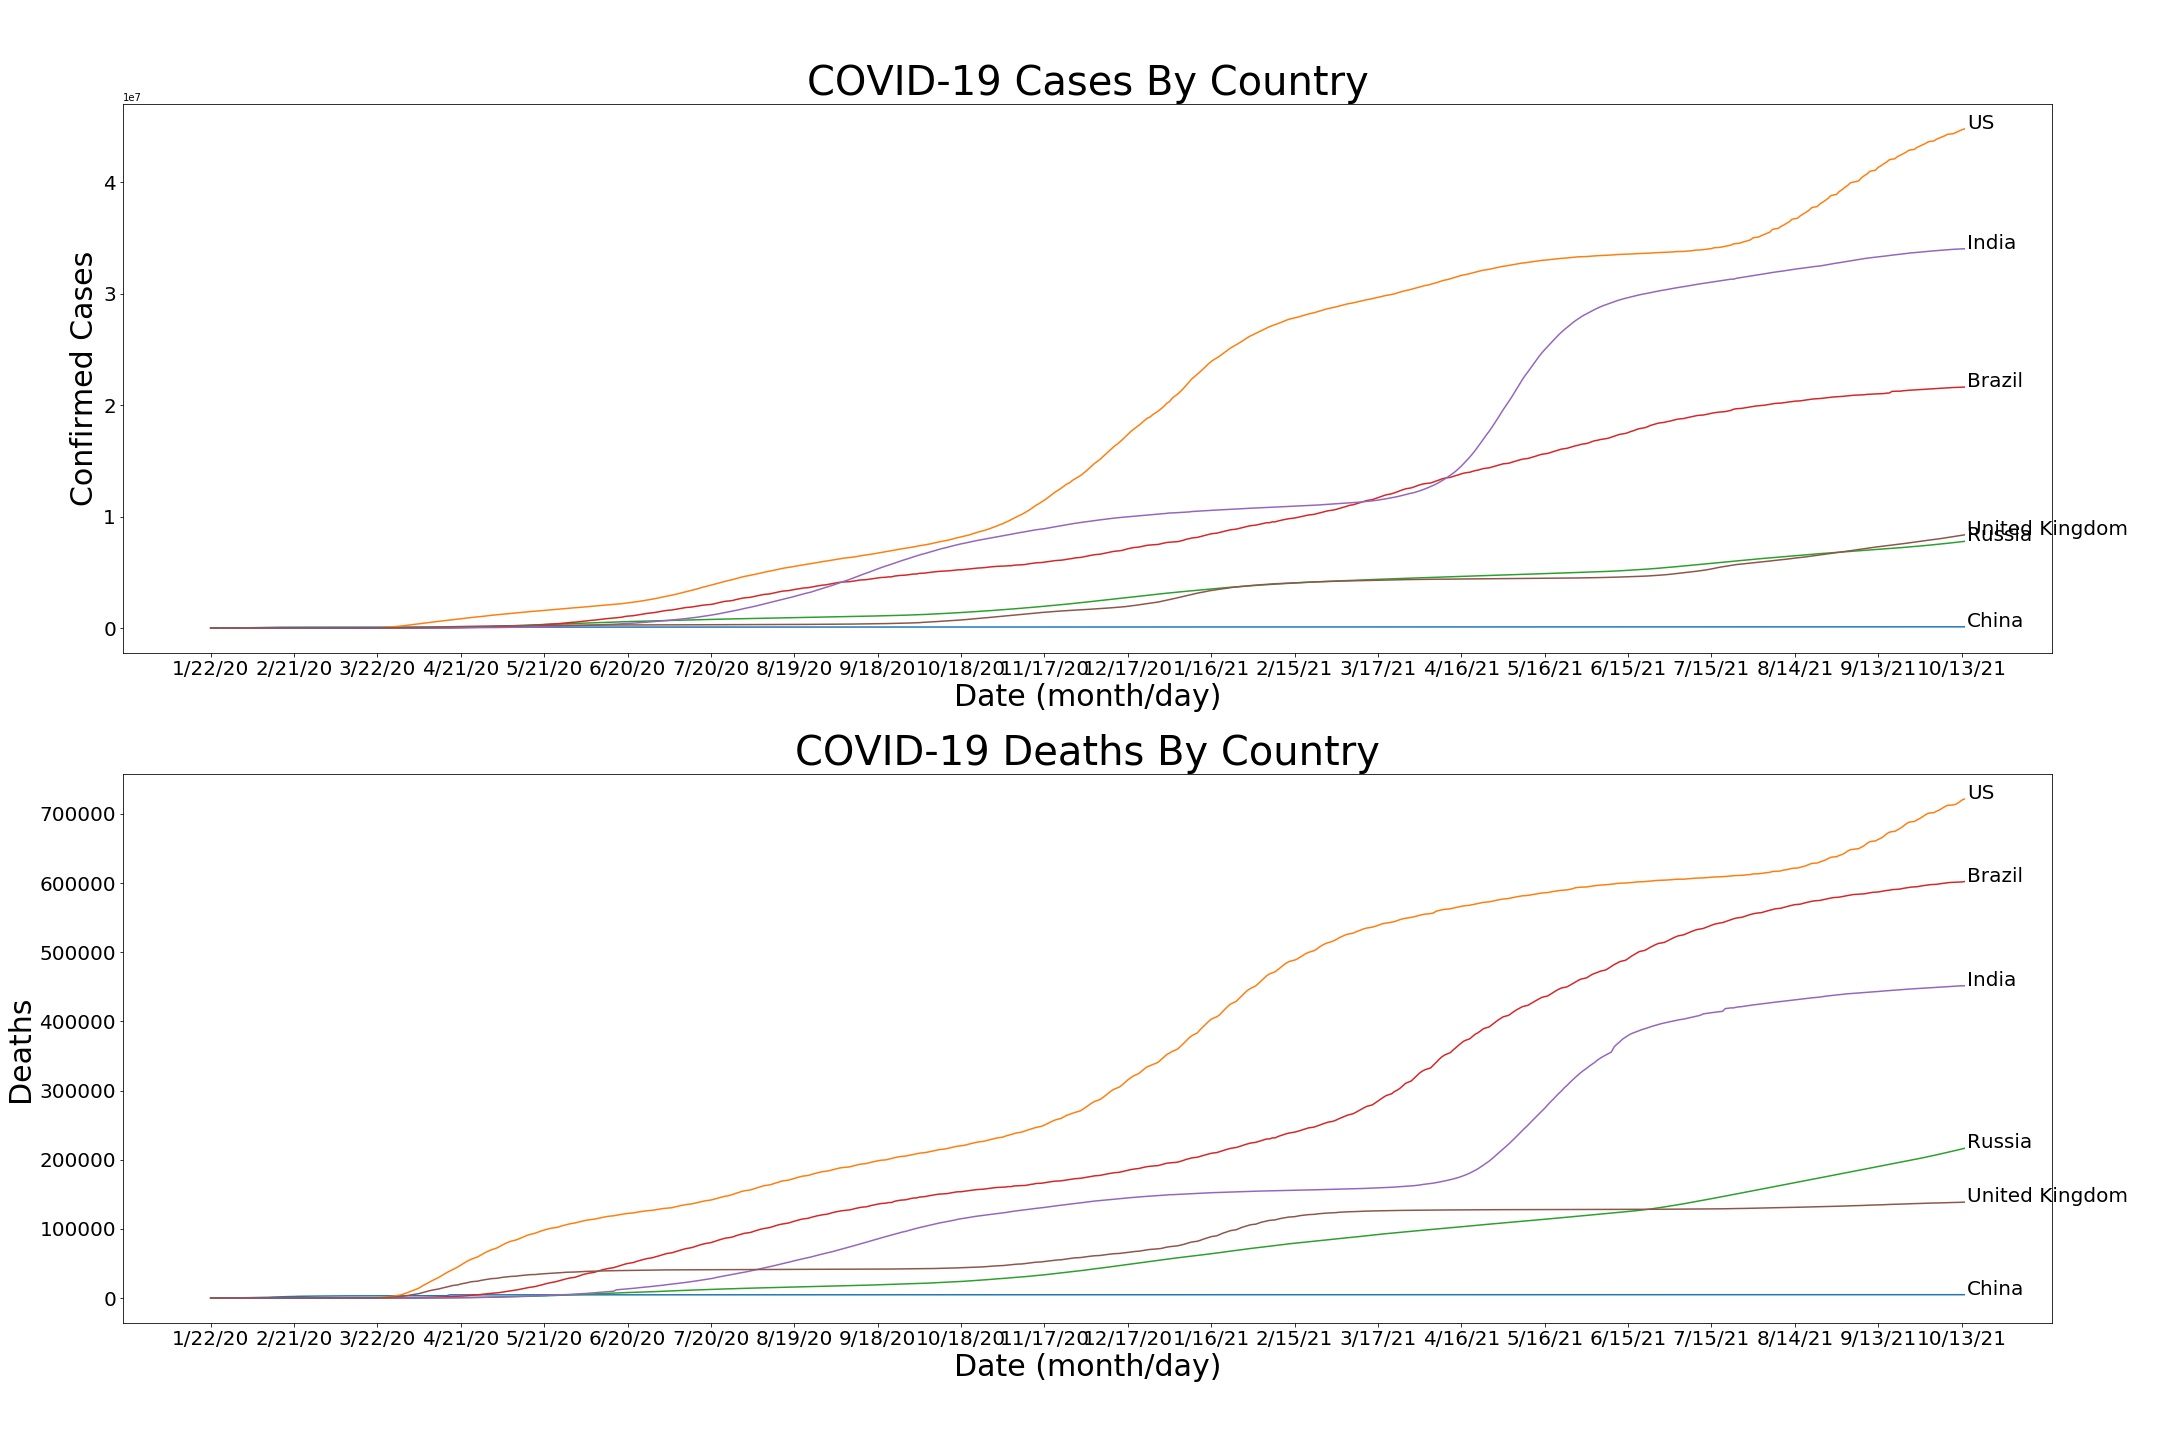 COVID-19 Cases By Country
1e7
US
4
India
3
Confirmed Cases
Brazil
2
1
United Kingdom
Russia
China
0
1/22/20 2/21/20 3/22/20 4/21/20 5/21/20 6/20/20 7/20/20 8/19/20 9/18/20 10/18/20 11/17/20 12/17/20 1/16/21 2/15/21 3/17/21 4/16/21 5/16/21 6/15/21 7/15/21 8/14/21 9/13/21 10/13/21
Date (month/day)
COVID-19 Deaths By Country
US
700000
Brazil
600000
500000
India
400000
Deaths
300000
Russia
200000
United Kingdom
100000
China
0
1/22/20 2/21/20 3/22/20 4/21/20 5/21/20 6/20/20 7/20/20 8/19/20 9/18/20 10/18/20 11/17/20 12/17/20 1/16/21 2/15/21 3/17/21 4/16/21 5/16/21 6/15/21 7/15/21 8/14/21 9/13/21 10/13/21
Date (month/day)